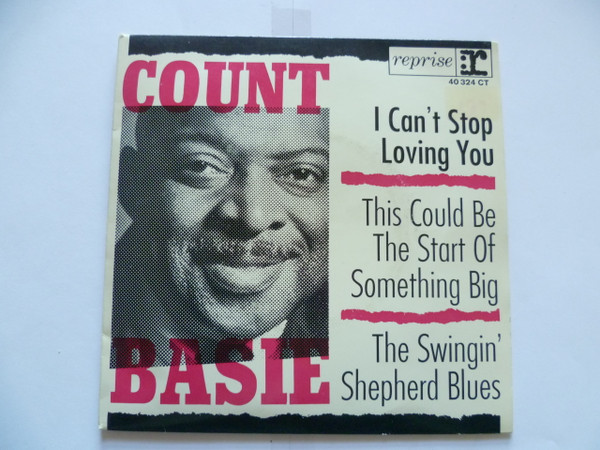 COUNT
BASIE
reprise r:
40 324 CT
I Can't Stop
Loving You
This Could Be
The Start Of
Something Big
The Swingin'
Shepherd Blues